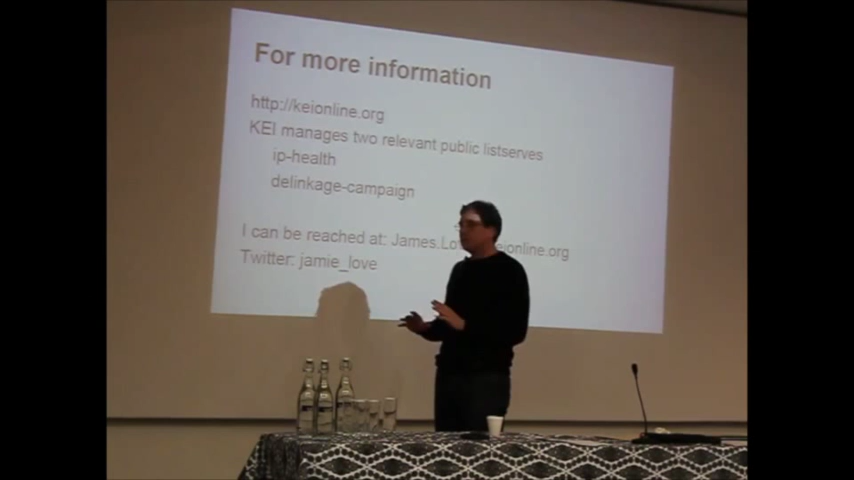 For more information
http://keionline.org
KEI manages two relevant public listserves
ip-health
delinkage-campaign
I can be reached at: James.Lo eionline.org
Twitter: jamie_love